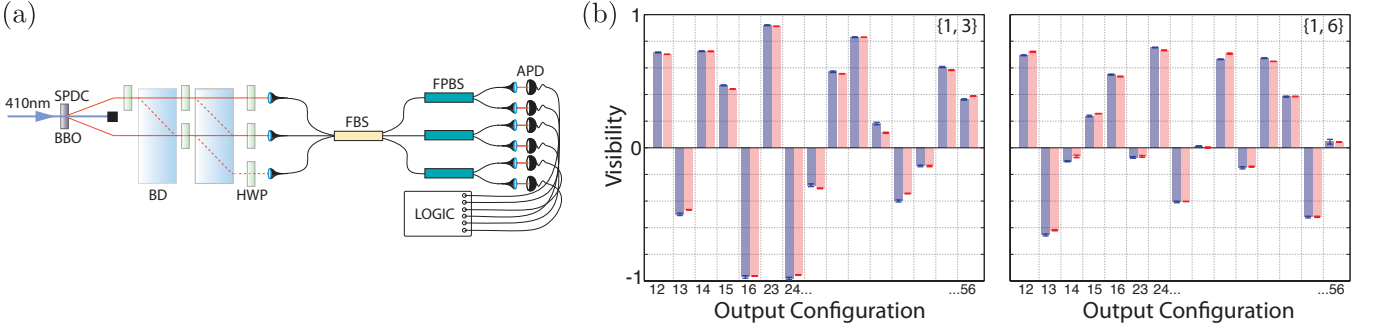 (a)
410nm
SPDC
BBO
BD
HWP
FBS
FPBS
APD
LOGIC
(b)
Visibility
1
0
-1
{1, 3}
12 13 14 15 16 23 24... ...56
Output Configuration
{1, 6}
12 13 14 15 16 23 24... ...56
Output Configuration